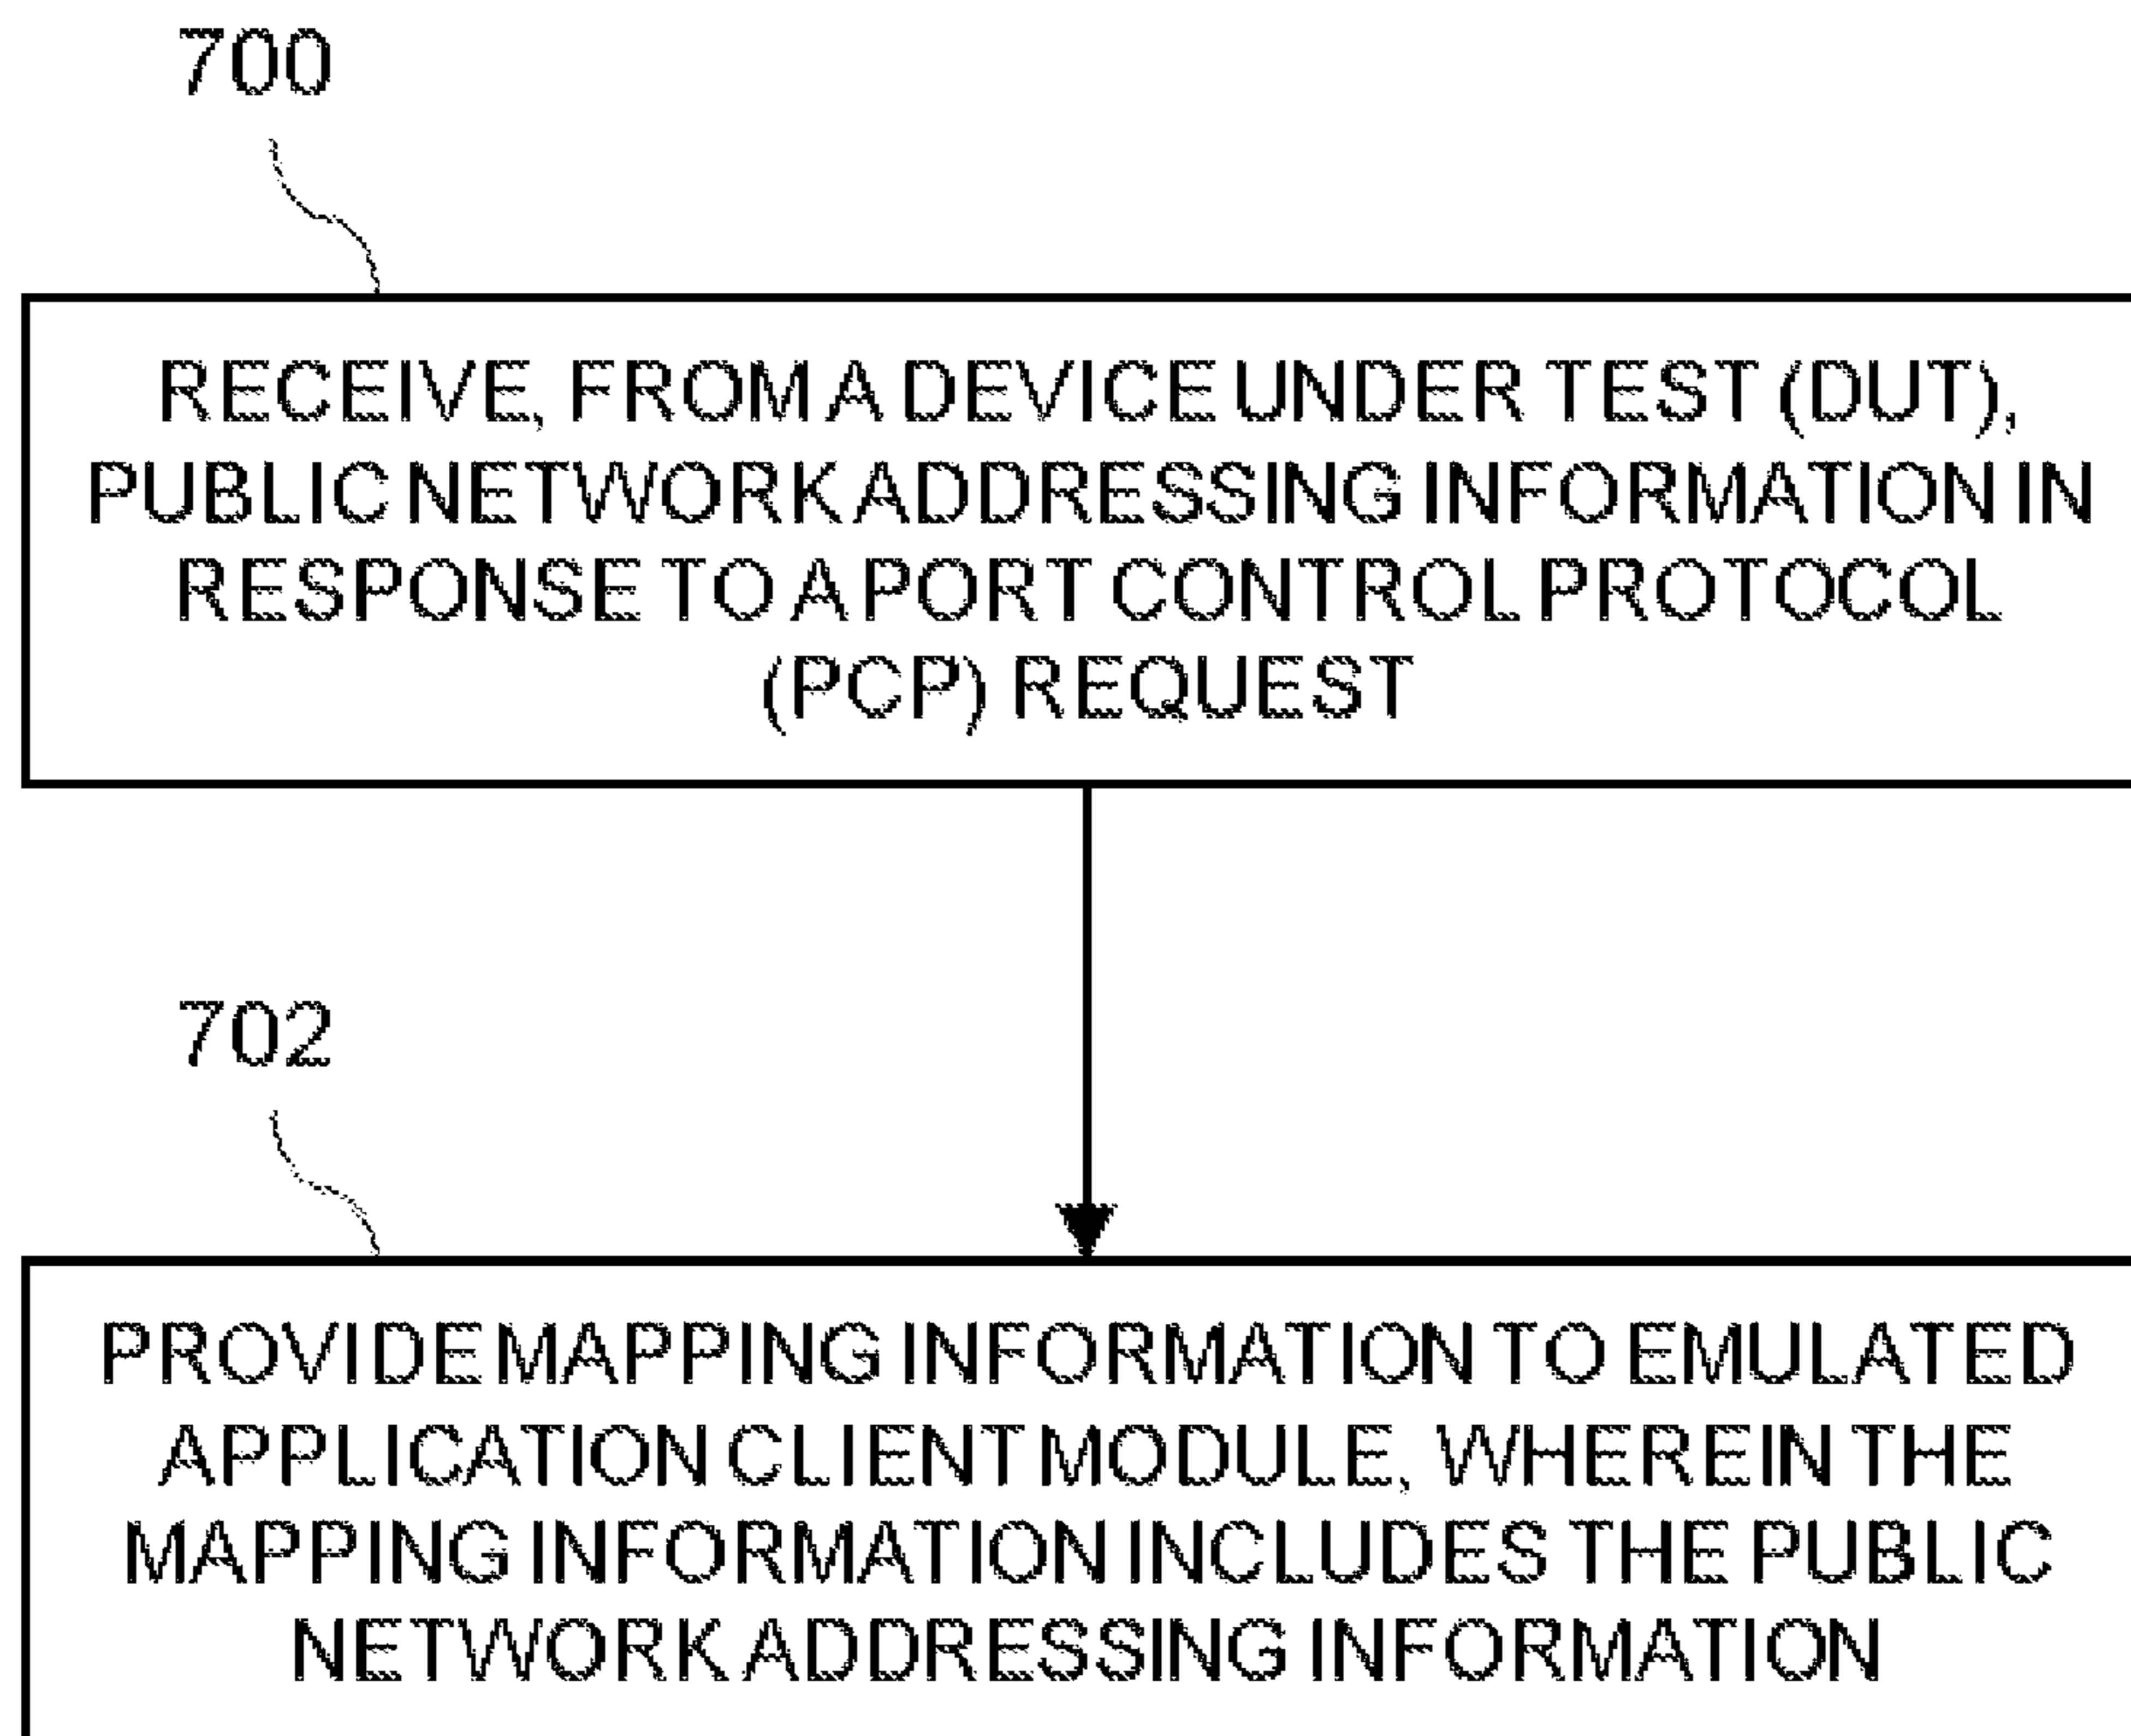 700
RECEIVE, FROM A DEVICE UNDER TEST (DUT),
PUBLIC NETWORK ADDRESSING INFORMATION IN
RESPONSE TO A PORT CONTROL PROTOCOL
(PCP) REQUEST
702
PROVIDE MAPPING INFORMATION TO EMULATED
APPLICATION CLIENT MODULE, WHEREIN THE
MAPPING INFORMATION INCLUDES THE PUBLIC
NETWORK ADDRESSING INFORMATION